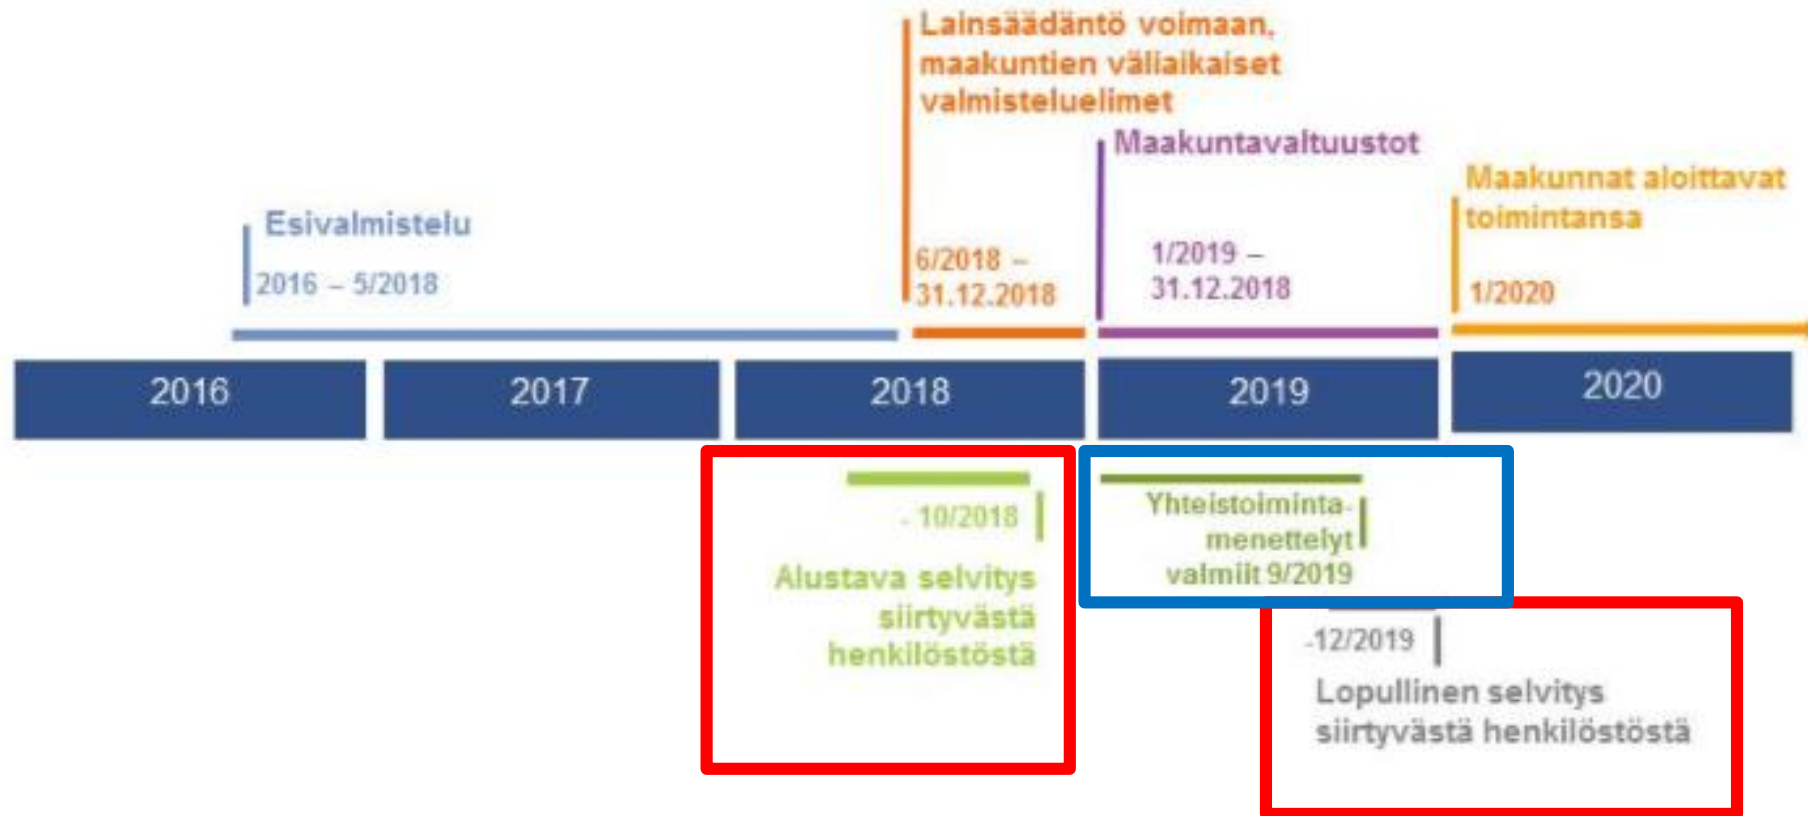 Lainsäädäntö voimaan,
maakuntien väliaikaiset
valmisteluelimet
Maakuntavaltuustot
Maakunnat aloittavat
toimintansa
Esivalmistelu
2016 – 5/2018
6/2018 –
31.12.2018
1/2019 –
31.12.2018
1/2020
2016
2017
2018
2019
2020
- 10/2018
Alustava selvitys
siirtyvästä
henkilöstöstä
Yhteistoiminta-
menettelyt
valmiit 9/2019
-12/2019
Lopullinen selvitys
siirtyvästä henkilöstöstä